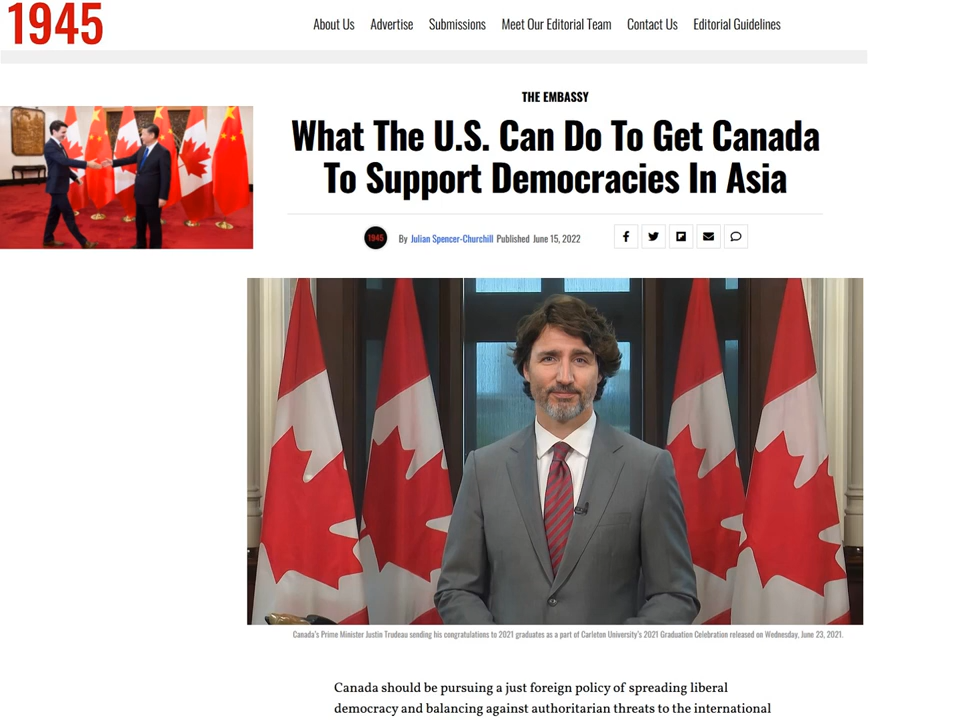 1945
About Us Advertise Submissions Meet Our Editorial Team Contact Us Editorial Guidelines
THE EMBASSY
What The U.S. Can Do To Get Canada
To Support Democracies In Asia
1945
By Julian Spencer-Churchill Published June 15, 2022
Canada's Prime Minister Justin Trudeau sending his congratulations to 2021 graduates as a part of Carleton University's 2021 Graduation Celebration released on Wednesday, June 23, 2021.
Canada should be pursuing a just foreign policy of spreading liberal
democracy and balancing against authoritarian threats to the international